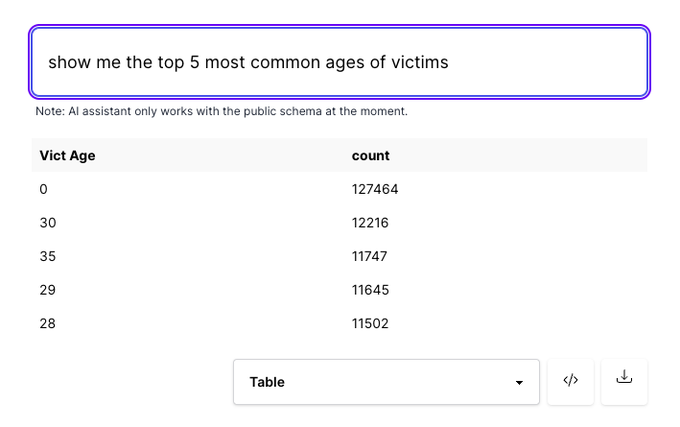 show me the top 5 most common ages of victims
Note: AI assistant only works with the public schema at the moment.
Vict Age count
0 127464
30 12216
35 11747
29 11645
28 11502
Table </>